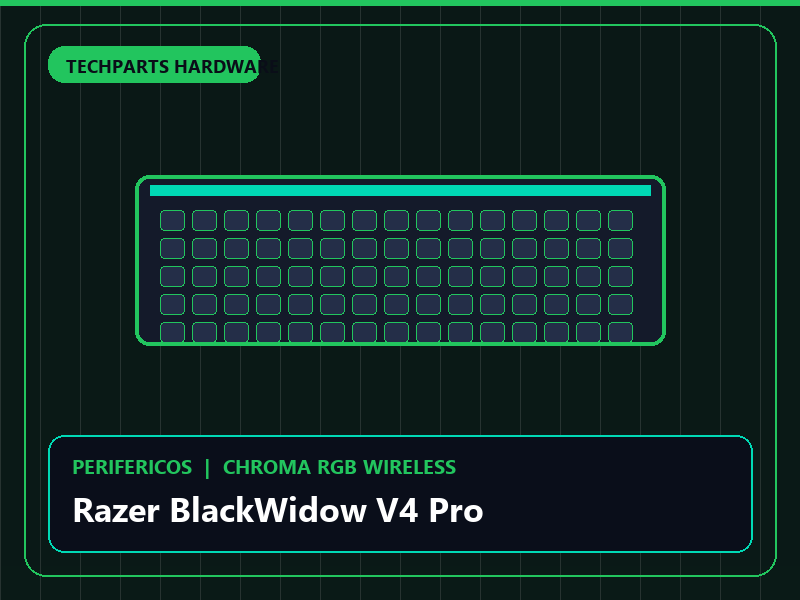 TECHPARTS HARDWARE
PERIFERICOS | CHROMA RGB WIRELESS
Razer BlackWidow V4 Pro